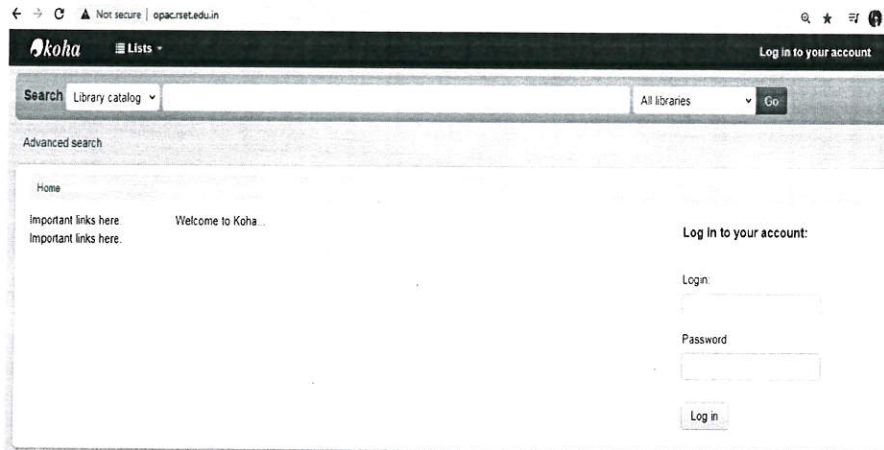 Not secure | opac.rset.edu.in
koha Lists Log in to your account
Search Library catalog All libraries Go
Advanced search
Home
Important links here.
Important links here.
Welcome to Koha...
Log in to your account:
Login:
Password
Log in